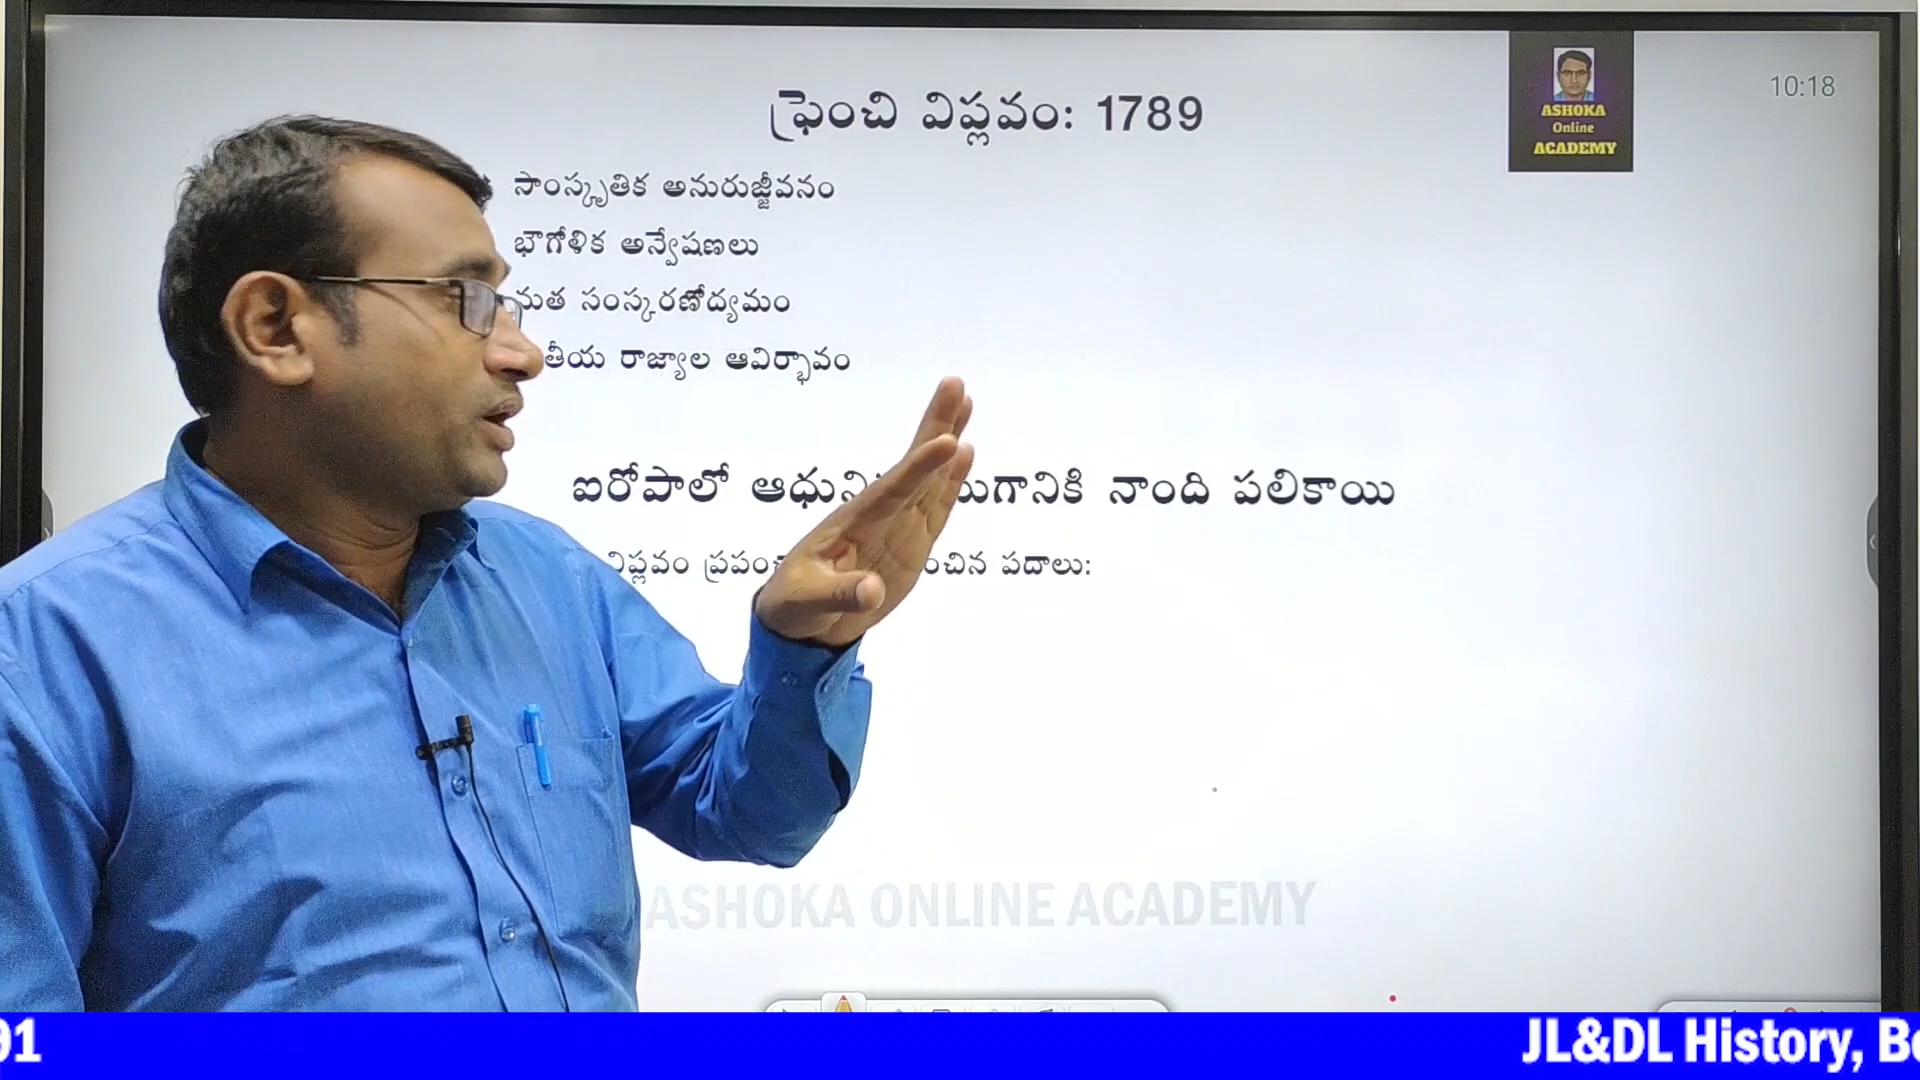 ఫ్రెంచి విప్లవం: 1789
ASHOKA
Online
ACADEMY
10:18
సాంస్కృతిక అనురుజ్జీవనం
భౌగోళిక అన్వేషణలు
మత సంస్కరణోద్యమం
రాజ్యాల ఆవిర్భావం
ఐరోపాలో నాంది పలికాయి
విప్లవం పదాలు:
ASHOKA ONLINE ACADEMY
91
JL&DL History,